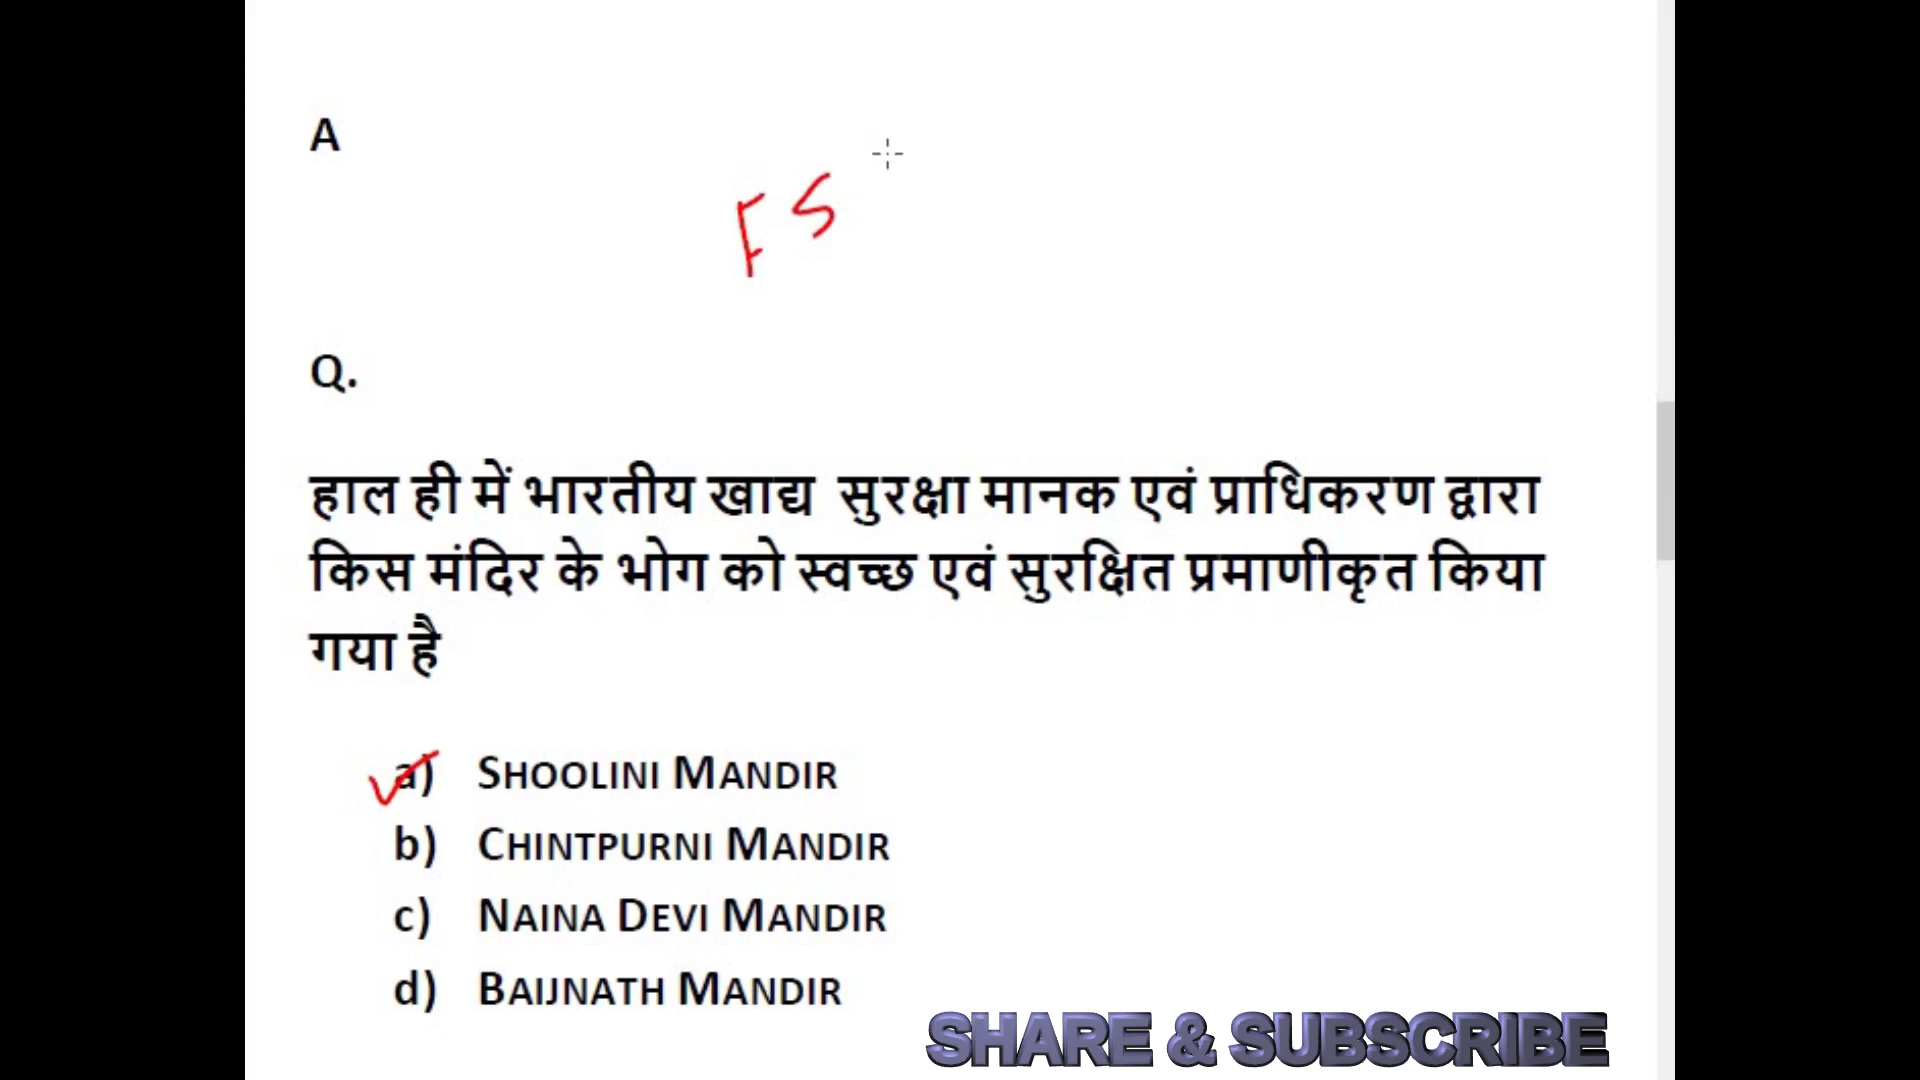 A
F S
Q.
हाल ही में भारतीय खाद्य सुरक्षा मानक एवं प्राधिकरण द्वारा
किस मंदिर के भोग को स्वच्छ एवं सुरक्षित प्रमाणीकृत किया
गया है
a) SHOOLINI MANDIR
b) CHINTPURNI MANDIR
c) NAINA DEVI MANDIR
d) BAIJNATH MANDIR
SHARE & SUBSCRIBE